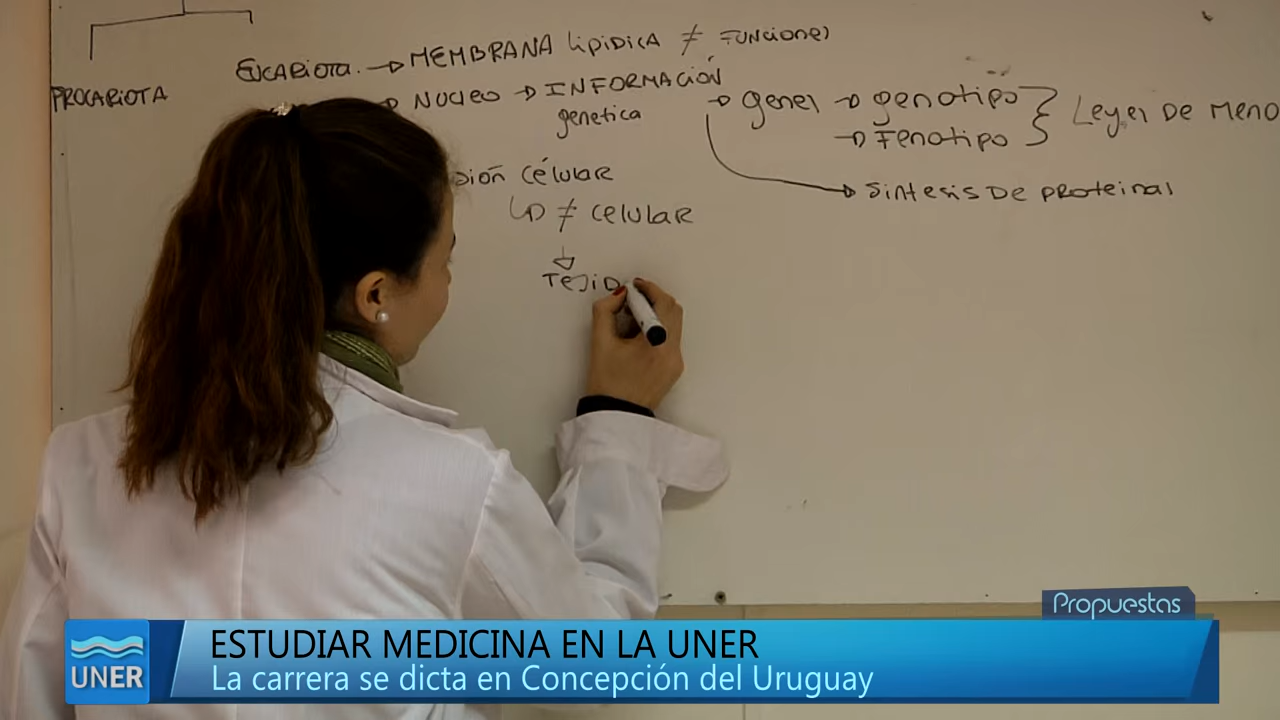 EUCARIOTA → MEMBRANA LIPIDICA ≠ FUNCIONES
PROCARIOTA
→ NUCLEO → INFORMACIÓN
genetica
→ genes → genotipo } Leyes DE MEND
→ Fenotipo
sión célular
↳ ≠ celular
→ Sintesis De proteinas
↓
TEJID
Propuestas
ESTUDIAR MEDICINA EN LA UNER
La carrera se dicta en Concepción del Uruguay
UNER